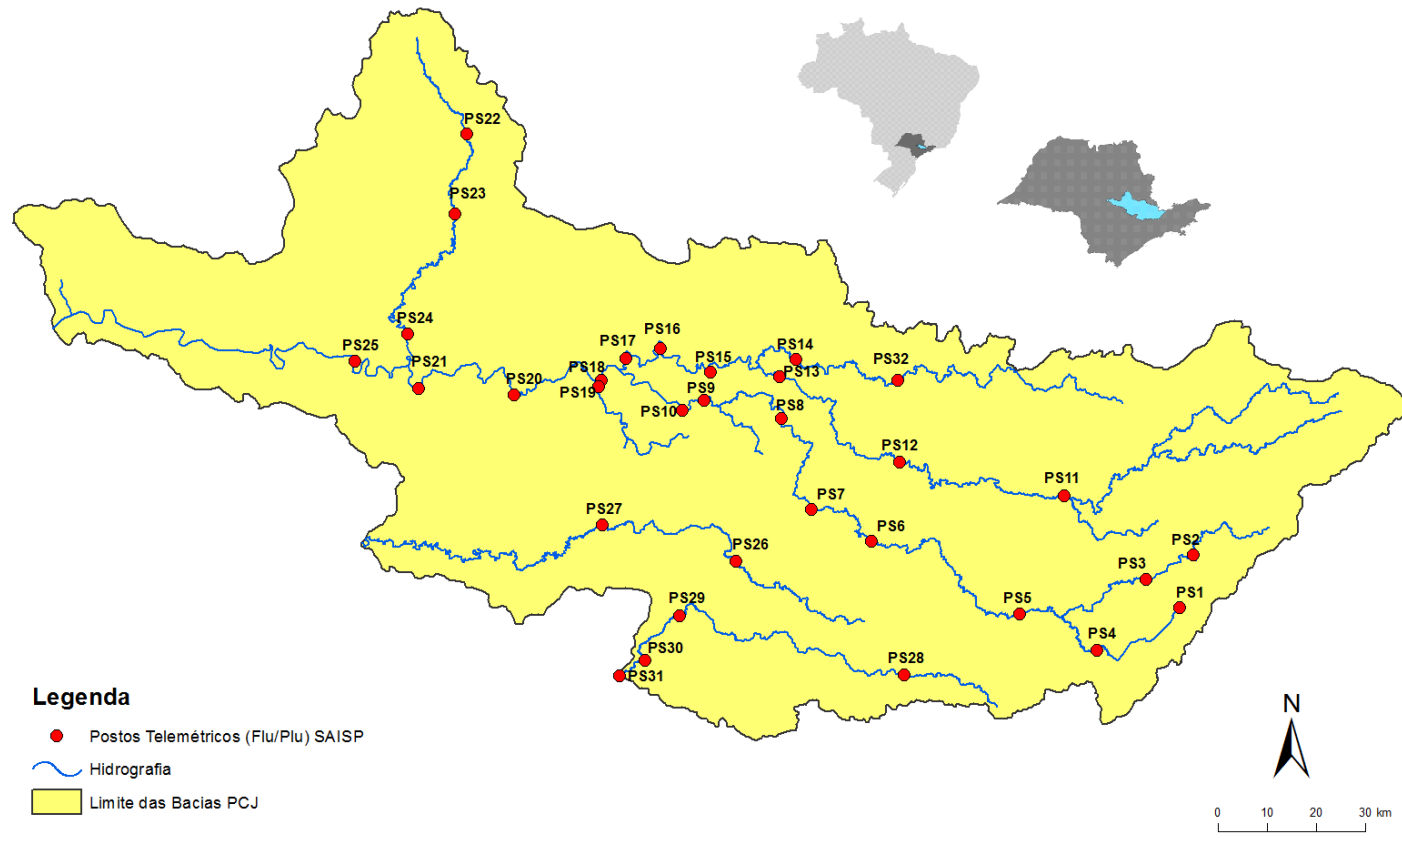 PS22
PS23
PS24
PS25
PS21
PS20
PS16
PS17
PS18
PS19
PS15
PS14
PS13
PS32
PS9
PS10
PS8
PS12
PS11
PS7
PS6
PS27
PS26
PS2
PS3
PS1
PS5
PS4
PS29
PS30
PS31
PS28
Legenda
Postos Telemétricos (Flu/Plu) SAISP
Hidrografia
Limite das Bacias PCJ
N
0 10 20 30 km